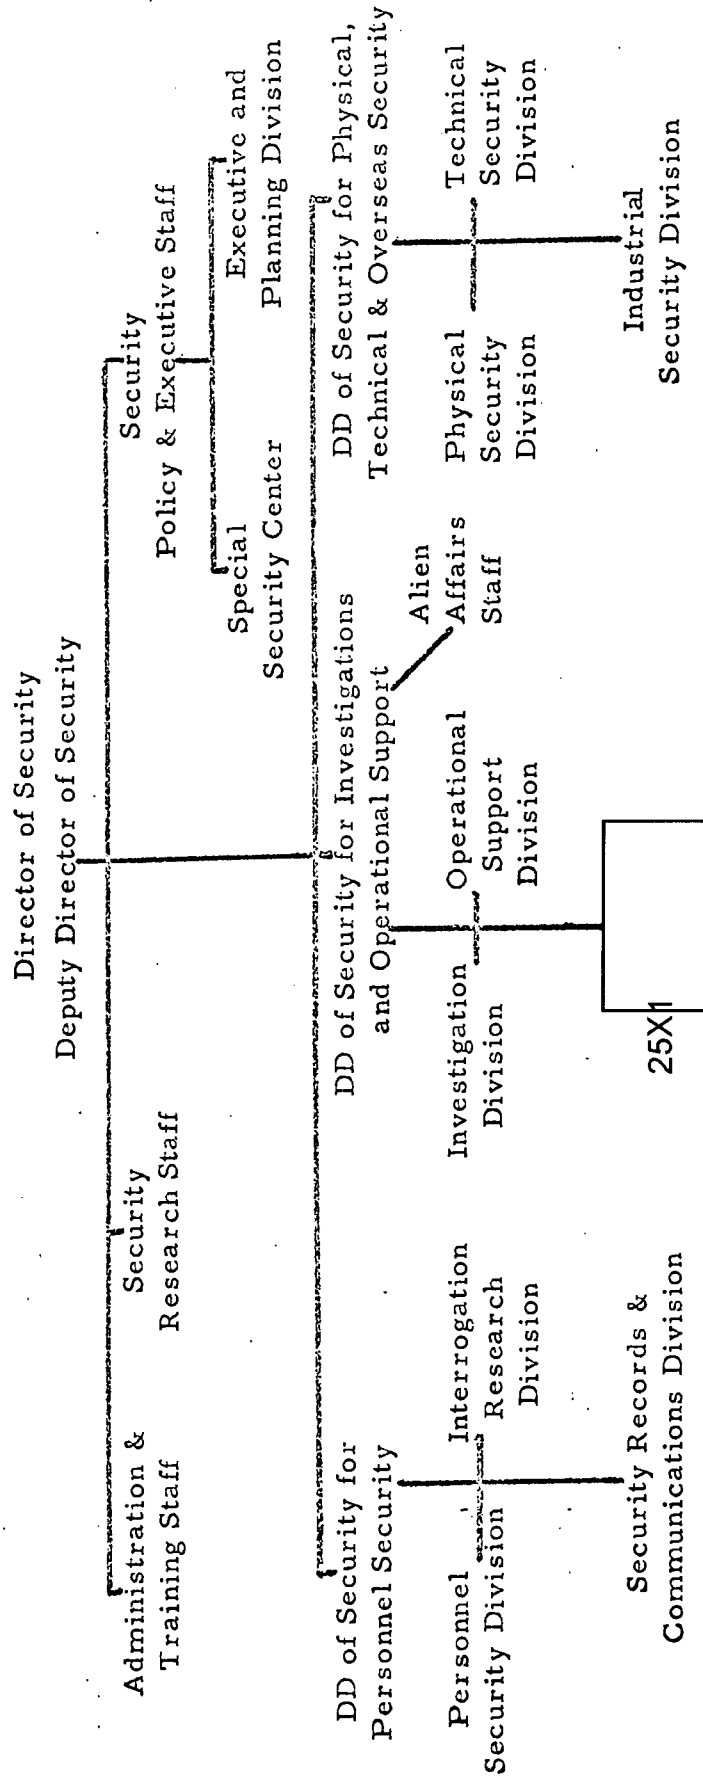 Director of Security
Deputy Director of Security
Administration &
Training Staff
Security
Research Staff
Security
Policy & Executive Staff
Special
Security Center
Executive and
Planning Division
DD of Security for
Personnel Security
DD of Security for Investigations
and Operational Support
DD of Security for Physical,
Technical & Overseas Security
Personnel
Security Division
Interrogation
Research
Division
Security Records &
Communications Division
Investigation
Division
Operational
Support
Division
Alien
Affairs
Staff
25X1
Physical
Security
Division
Technical
Security
Division
Industrial
Security Division